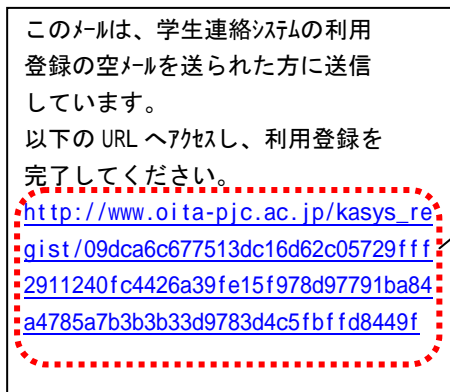 このﾒｰﾙは、学生連絡ｼｽﾃﾑの利用
登録の空ﾒｰﾙを送られた方に送信
しています。
以下の URL へｱｸｾｽし、利用登録を
完了してください。
http://www.oita-pjc.ac.jp/kasys_re
gist/09dca6c677513dc16d62c05729fff
2911240fc4426a39fe15f978d97791ba84
a4785a7b3b3b33d9783d4c5fbffd8449f